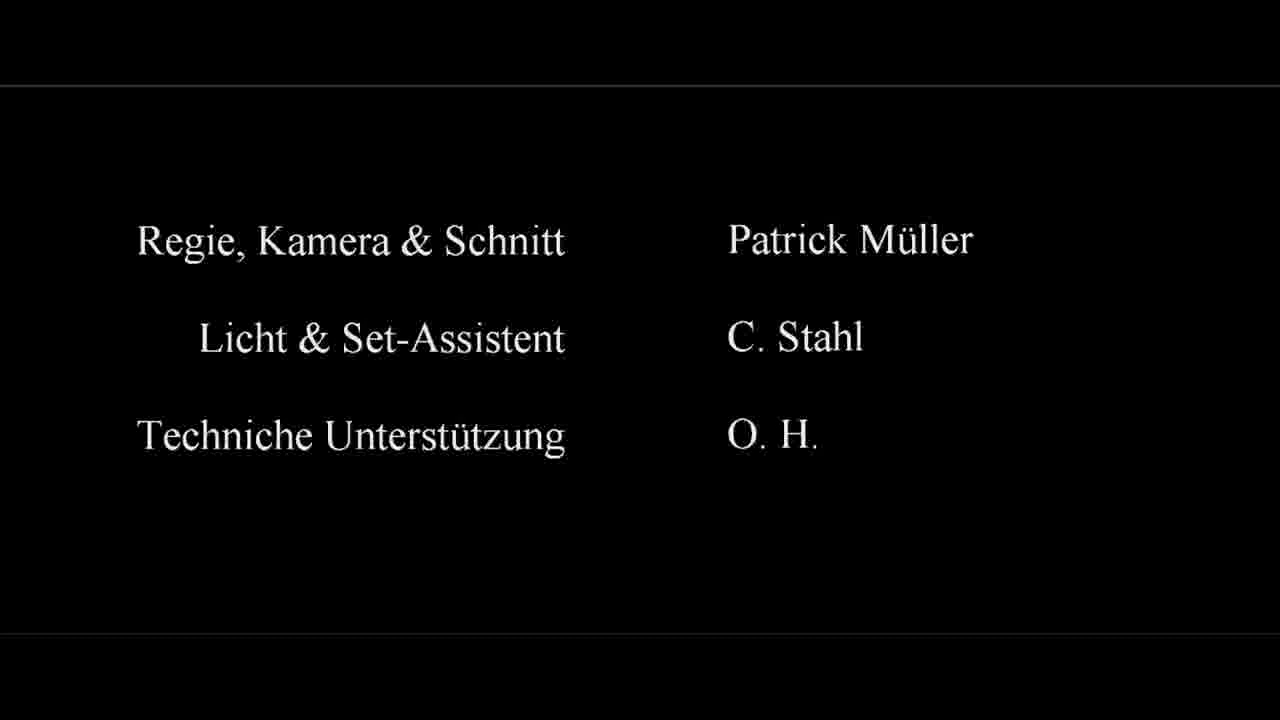 Regie, Kamera & Schnitt Patrick Müller
Licht & Set-Assistent C. Stahl
Techniche Unterstützung O. H.